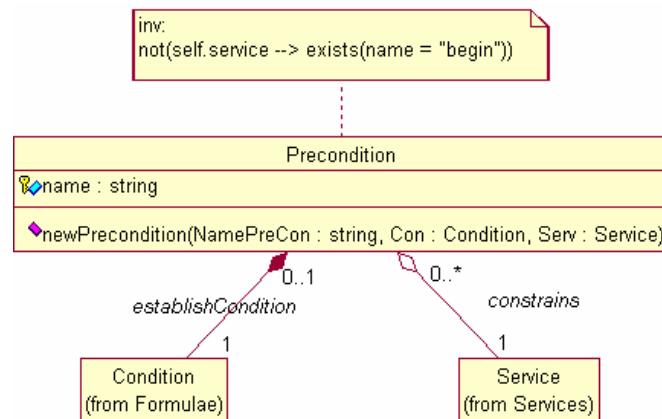 inv:
not(self.service --> exists(name = "begin"))
Precondition
name : string
newPrecondition(NamePreCon : string, Con : Condition, Serv : Service)
0..1
0..*
establishCondition
constrains
1
1
Condition
(from Formulae)
Service
(from Services)